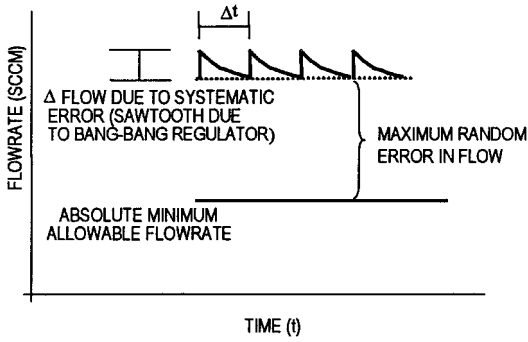 Δt
FLOWRATE (SCCM)
Δ FLOW DUE TO SYSTEMATIC
ERROR (SAWTOOTH DUE
TO BANG-BANG REGULATOR)
MAXIMUM RANDOM
ERROR IN FLOW
ABSOLUTE MINIMUM
ALLOWABLE FLOWRATE
TIME (t)